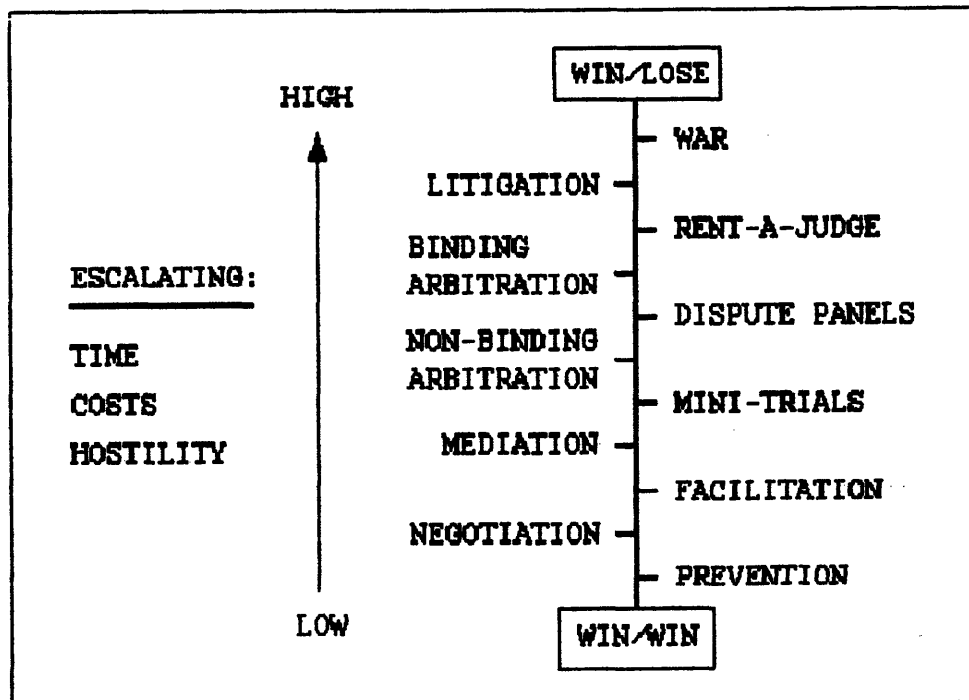 WIN/LOSE
HIGH
WAR
LITIGATION
RENT-A-JUDGE
BINDING
ARBITRATION
ESCALATING:
DISPUTE PANELS
NON-BINDING
ARBITRATION
TIME
COSTS
HOSTILITY
MINI-TRIALS
MEDIATION
FACILITATION
NEGOTIATION
PREVENTION
LOW
WIN/WIN